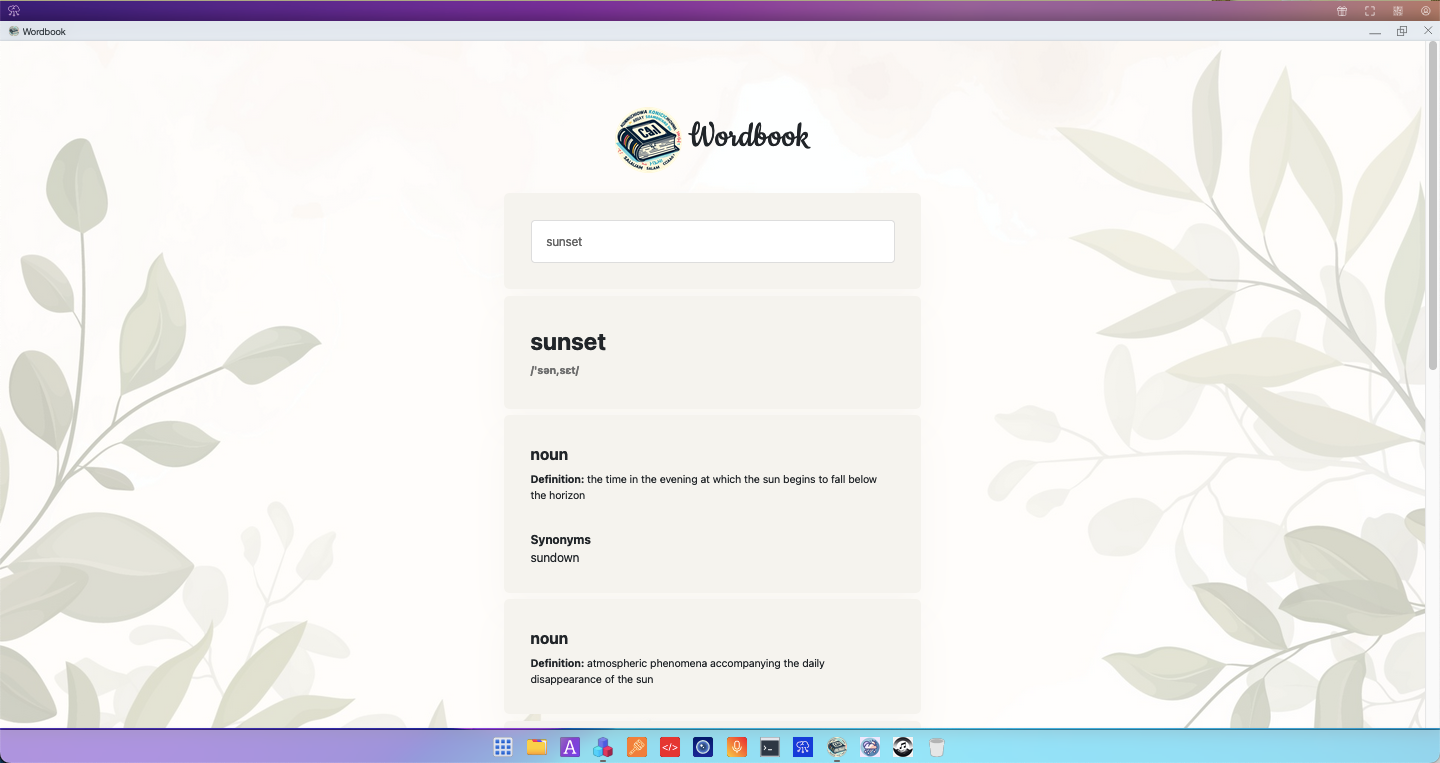 Wordbook
Wordbook
sunset
sunset
/'sən,sɛt/
noun
Definition: the time in the evening at which the sun begins to fall below
the horizon
Synonyms
sundown
noun
Definition: atmospheric phenomena accompanying the daily
disappearance of the sun